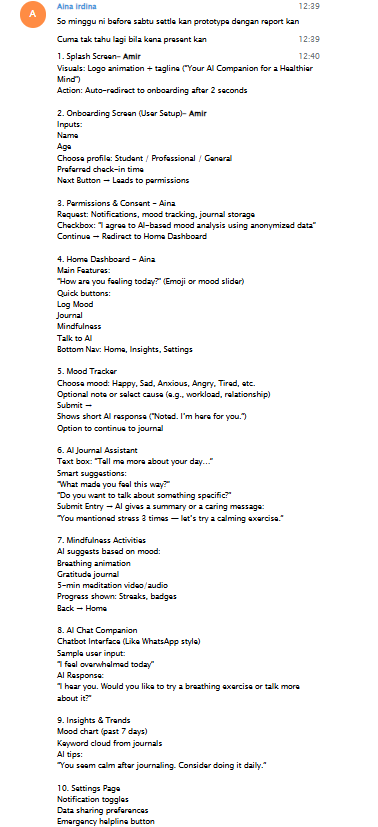 A
Aina Irdina 12:39
So minggu ni before sabtu settle kan prototype dengan report kan
Cuma tak tahu lagi bila kena present kan 12:39
1. Splash Screen– Amir 12:40
Visuals: Logo animation + tagline ("Your AI Companion for a Healthier
Mind")
Action: Auto-redirect to onboarding after 2 seconds
2. Onboarding Screen (User Setup)– Amir
Inputs:
Name
Age
Choose profile: Student / Professional / General
Preferred check-in time
Next Button → Leads to permissions
3. Permissions & Consent – Aina
Request: Notifications, mood tracking, journal storage
Checkbox: "I agree to AI-based mood analysis using anonymized data"
Continue → Redirect to Home Dashboard
4. Home Dashboard – Aina
Main Features:
"How are you feeling today?" (Emoji or mood slider)
Quick buttons:
Log Mood
Journal
Mindfulness
Talk to AI
Bottom Nav: Home, Insights, Settings
5. Mood Tracker
Choose mood: Happy, Sad, Anxious, Angry, Tired, etc.
Optional note or select cause (e.g., workload, relationship)
Submit →
Shows short AI response ("Noted. I'm here for you.")
Option to continue to journal
6. AI Journal Assistant
Text box: "Tell me more about your day..."
Smart suggestions:
"What made you feel this way?"
"Do you want to talk about something specific?"
Submit Entry → AI gives a summary or a caring message:
"You mentioned stress 3 times — let's try a calming exercise."
7. Mindfulness Activities
AI suggests based on mood:
Breathing animation
Gratitude journal
5-min meditation video/audio
Progress shown: Streaks, badges
Back → Home
8. AI Chat Companion
Chatbot Interface (Like WhatsApp style)
Sample user input:
"I feel overwhelmed today"
AI Response:
"I hear you. Would you like to try a breathing exercise or talk more
about it?"
9. Insights & Trends
Mood chart (past 7 days)
Keyword cloud from journals
AI tips:
"You seem calm after journaling. Consider doing it daily."
10. Settings Page
Notification toggles
Data sharing preferences
Emergency helpline button